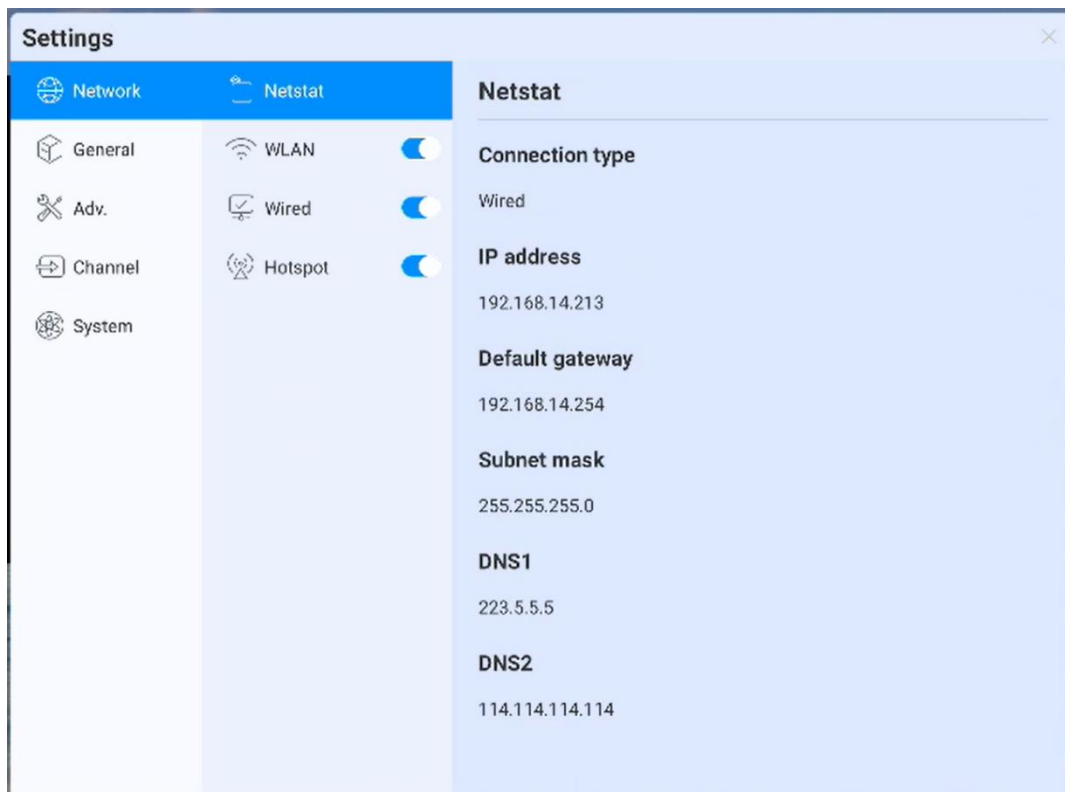 Settings
Network
General
Adv.
Channel
System
Netstat
WLAN
Wired
Hotspot
Netstat
Connection type
Wired
IP address
192.168.14.213
Default gateway
192.168.14.254
Subnet mask
255.255.255.0
DNS1
223.5.5.5
DNS2
114.114.114.114